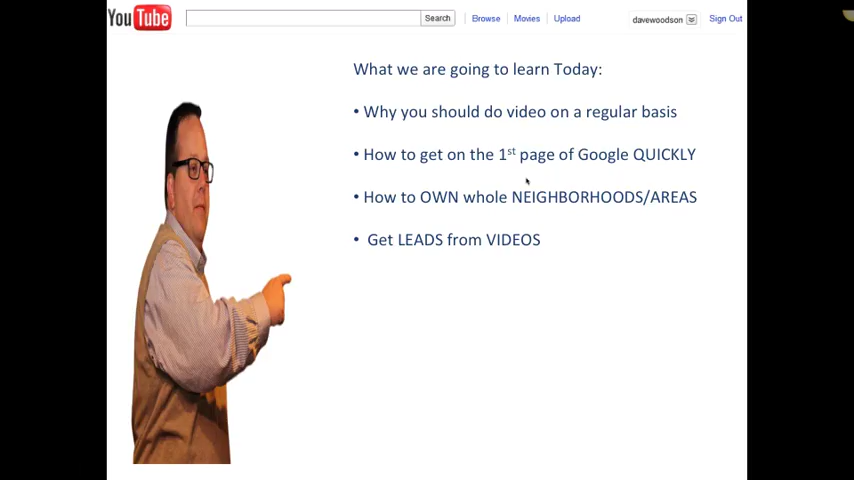 YouTube Search Browse Movies Upload davewoodson Sign Out
What we are going to learn Today:
• Why you should do video on a regular basis
• How to get on the 1st page of Google QUICKLY
• How to OWN whole NEIGHBORHOODS/AREAS
• Get LEADS from VIDEOS